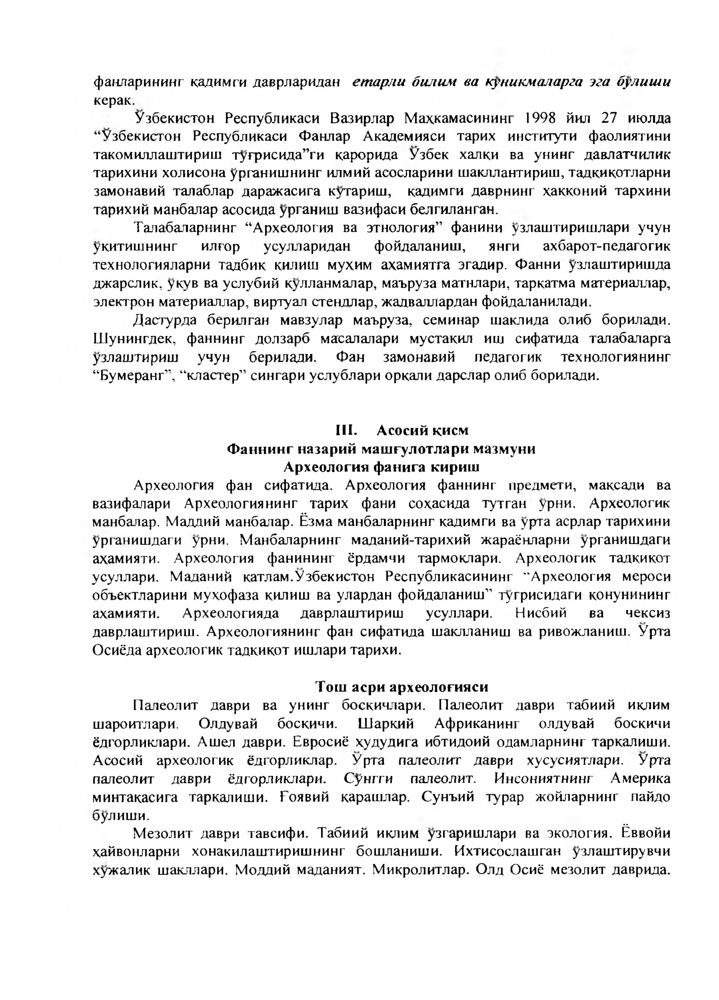 фанларининг қадимги даврларидан етарли билим ва кўникмаларга эга бўлиши
керак.
Ўзбекистон Республикаси Вазирлар Маҳкамасининг 1998 йил 27 июлда
“Ўзбекистон Республикаси Фанлар Академияси тарих институти фаолиятини
такомиллаштириш тўғрисида”ги қарорида Ўзбек халқи ва унинг давлатчилик
тарихини холисона ўрганишнинг илмий асосларини шакллантириш, тадқиқотларни
замонавий талаблар даражасига кўтариш, қадимги даврнинг ҳаққоний тархини
тарихий манбалар асосида ўрганиш вазифаси белгиланган.
Талабаларнинг “Археология ва этнология” фанини ўзлаштиришлари учун
ўқитишнинг илғор усулларидан фойдаланиш, янги ахбарот-педагогик
технологияларни тадбиқ қилиш муҳим аҳамиятга эгадир. Фанни ўзлаштиришда
джарслик, ўқув ва услубий қўлланмалар, маъруза матнлари, тарқатма материаллар,
электрон материаллар, виртуал стендлар, жадваллардан фойдаланилади.
Дастурда берилган мавзулар маъруза, семинар шаклида олиб борилади.
Шунингдек, фаннинг долзарб масалалари мустақил иш сифатида талабаларга
ўзлаштириш учун берилади. Фан замонавий педагогик технологиянинг
“Бумеранг”, “кластер” сингари услублари орқали дарслар олиб борилади.
III. Асосий қисм
Фаннинг назарий машғулотлари мазмуни
Археология фанига кириш
Археология фан сифатида. Археология фаннинг предмети, мақсади ва
вазифалари Археологиянинг тарих фани соҳасида тутган ўрни. Археологик
манбалар. Маддий манбалар. Ёзма манбаларнинг қадимги ва ўрта асрлар тарихини
ўрганишдаги ўрни. Манбаларнинг маданий-тарихий жараёнларни ўрганишдаги
аҳамияти. Археология фанининг ёрдамчи тармоқлари. Археологик тадқиқот
усуллари. Маданий қатлам.Ўзбекистон Республикасининг “Археология мероси
объектларини муҳофаза қилиш ва улардан фойдаланиш” тўғрисидаги қонунининг
аҳамияти. Археологияда даврлаштириш усуллари. Нисбий ва чексиз
даврлаштириш. Археологиянинг фан сифатида шаклланиш ва ривожланиш. Ўрта
Осиёда археологик тадқиқот ишлари тарихи.
Тош асри археологияси
Палеолит даври ва унинг босқичлари. Палеолит даври табиий иқлим
шароитлари. Олдувай босқичи. Шарқий Африканинг олдувай босқичи
ёдгорликлари. Ашел даври. Евросиё ҳудудига ибтидоий одамларнинг тарқалиши.
Асосий археологик ёдгорликлар. Ўрта палеолит даври хусусиятлари. Ўрта
палеолит даври ёдгорликлари. Сўнгги палеолит. Инсониятнинг Америка
минтақасига тарқалиши. Ғоявий қарашлар. Сунъий турар жойларнинг пайдо
бўлиши.
Мезолит даври тавсифи. Табиий иқлим ўзгаришлари ва экология. Ёввойи
ҳайвонларни хонакилаштиришнинг бошланиши. Ихтисослашган ўзлаштирувчи
хўжалик шакллари. Моддий маданият. Микролитлар. Олд Осиё мезолит даврида.